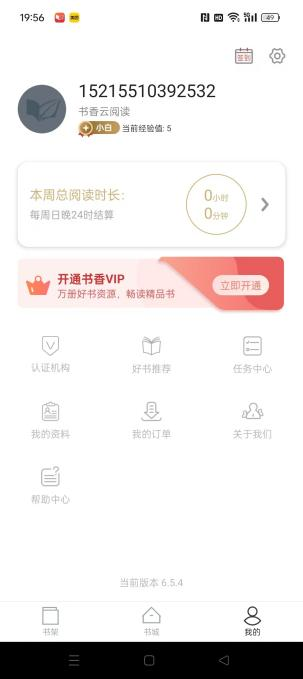 19:56
49
签到
15215510392532
书香云阅读
小白 当前经验值: 5
本周总阅读时长:
0小时
0分钟
每周日晚24时结算
开通书香VIP
万册好书资源，畅读精品书
立即开通
认证机构 好书推荐 任务中心
我的资料 我的订单 关于我们
帮助中心
当前版本 6.5.4
书架 书城 我的